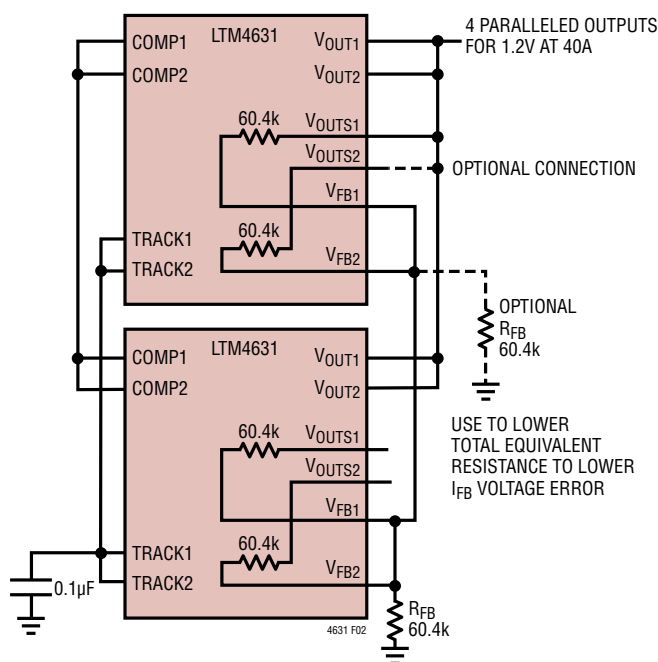 LTM4631
COMP1
COMP2
TRACK1
TRACK2
VOUT1
VOUT2
60.4k
VOUTS1
VOUTS2
VFB1
60.4k
VFB2
4 PARALLELED OUTPUTS
FOR 1.2V AT 40A
OPTIONAL CONNECTION
OPTIONAL
RFB
60.4k
USE TO LOWER
TOTAL EQUIVALENT
RESISTANCE TO LOWER
IFB VOLTAGE ERROR
LTM4631
COMP1
COMP2
TRACK1
TRACK2
VOUT1
VOUT2
60.4k
VOUTS1
VOUTS2
VFB1
60.4k
VFB2
0.1µF
RFB
60.4k
4631 F02